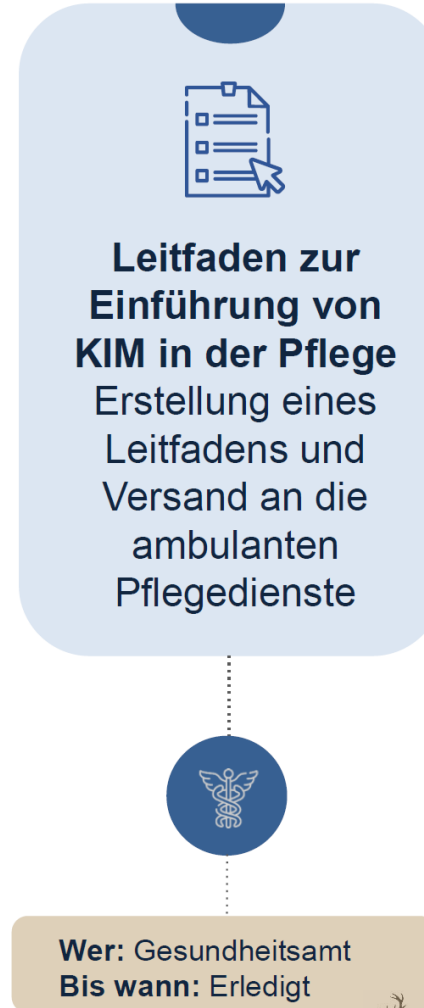 Leitfaden zur
Einführung von
KIM in der Pflege
Erstellung eines
Leitfadens und
Versand an die
ambulanten
Pflegedienste
Wer: Gesundheitsamt
Bis wann: Erledigt